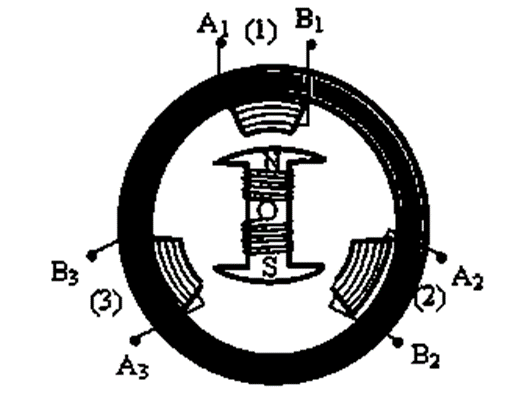 A1 (1) B1
N
O
S
B3 (3) (2) A2
A3 B2